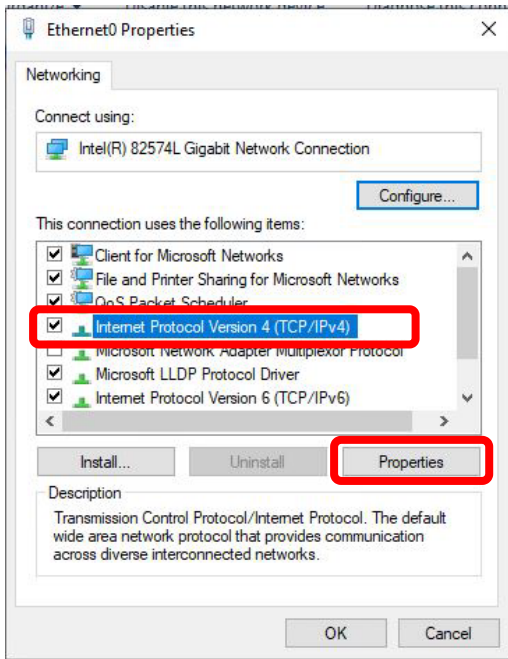 Disable this network device
Ethernet0 Properties
Networking
Connect using:
Intel(R) 82574L Gigabit Network Connection
Configure...
This connection uses the following items:
Client for Microsoft Networks
File and Printer Sharing for Microsoft Networks
QoS Packet Scheduler
Internet Protocol Version 4 (TCP/IPv4)
Microsoft Network Adapter Multiplexor Protocol
Microsoft LLDP Protocol Driver
Internet Protocol Version 6 (TCP/IPv6)
Install...
Uninstall
Properties
Description
Transmission Control Protocol/Internet Protocol. The default
wide area network protocol that provides communication
across diverse interconnected networks.
OK
Cancel